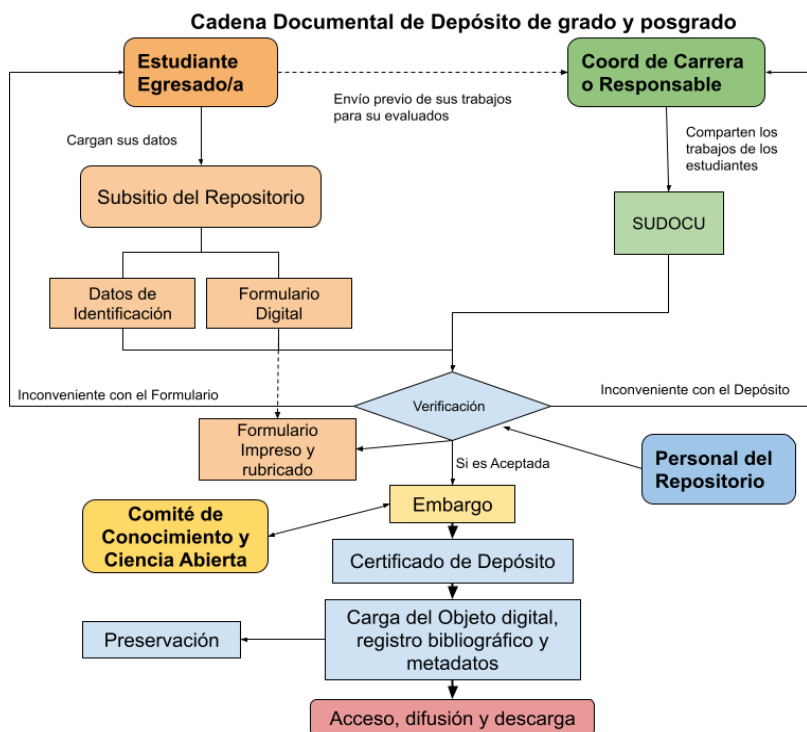 Cadena Documental de Depósito de grado y posgrado
Estudiante
Egresado/a
Coord de Carrera
o Responsable
Envío previo de sus trabajos
para su evaluados
Cargan sus datos
Comparten los
trabajos de los
estudiantes
Subsitio del Repositorio
SUDOCU
Datos de
Identificación
Formulario
Digital
Inconveniente con el Formulario
Verificación
Inconveniente con el Depósito
Formulario
Impreso y
rubricado
Si es Aceptada
Personal del
Repositorio
Comité de
Conocimiento y
Ciencia Abierta
Embargo
Certificado de Depósito
Preservación
Carga del Objeto digital,
registro bibliográfico y
metadatos
Acceso, difusión y descarga